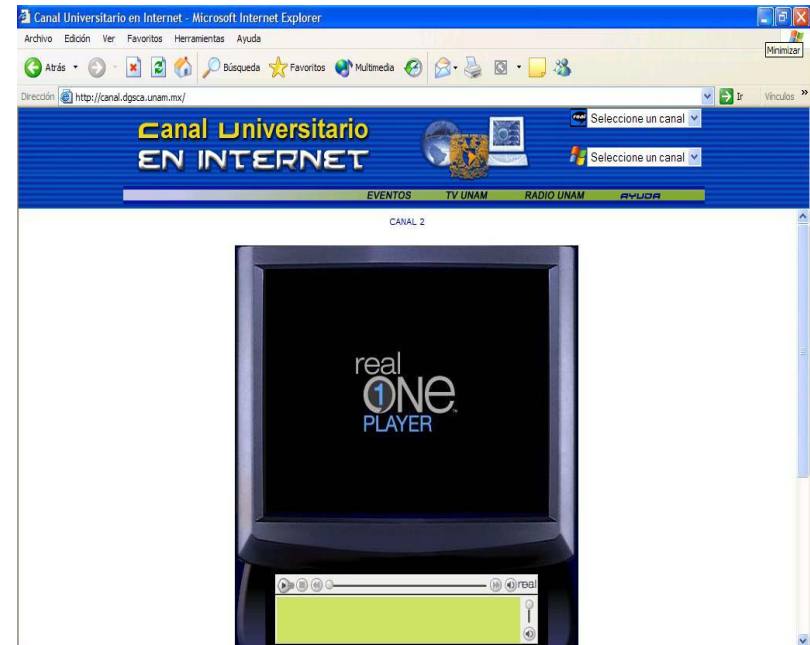 Canal Universitario en Internet - Microsoft Internet Explorer
Archivo Edición Ver Favoritos Herramientas Ayuda
Minimizar
Atrás Búsqueda Favoritos Multimedia
Dirección http://canal.dgsca.unam.mx/ Ir Vínculos »
Canal Universitario
EN INTERNET
real Seleccione un canal
Seleccione un canal
EVENTOS TV UNAM RADIO UNAM AYUDA
CANAL 2
real
ONE
1
PLAYER
real